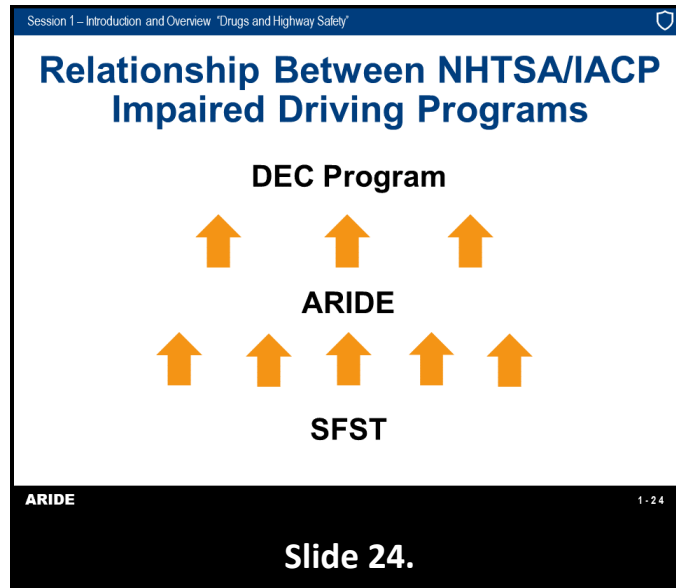 Session 1 – Introduction and Overview "Drugs and Highway Safety"
Relationship Between NHTSA/IACP
Impaired Driving Programs
DEC Program
ARIDE
SFST
ARIDE
1-24
Slide 24.